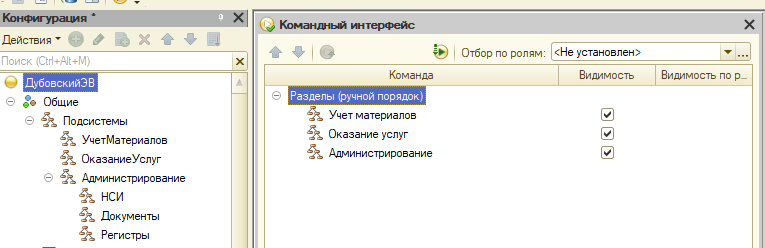 Конфигурация *
Действия
Поиск (Ctrl+Alt+M)
ДубовскийЭВ
Общие
Подсистемы
УчетМатериалов
ОказаниеУслуг
Администрирование
НСИ
Документы
Регистры
Командный интерфейс
Отбор по ролям: <Не установлен>
Команда Видимость Видимость по р...
Разделы (ручной порядок)
Учет материалов
Оказание услуг
Администрирование